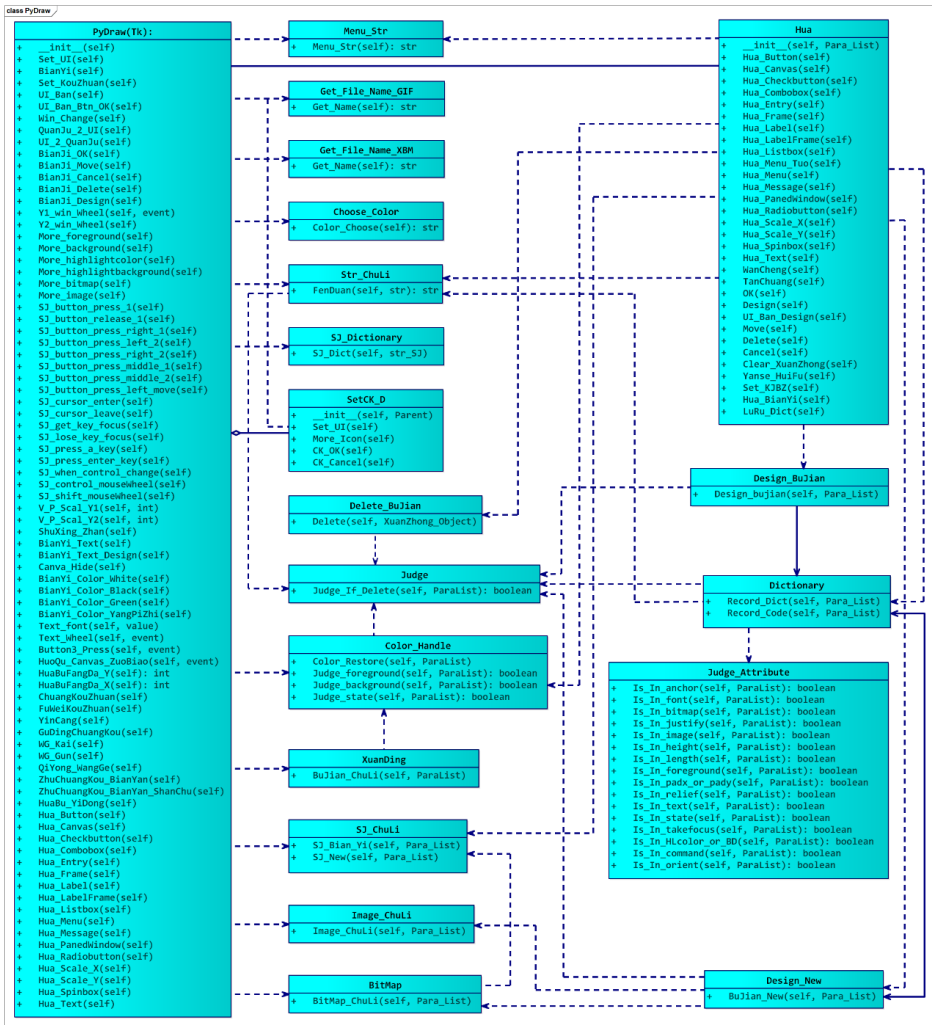 class PyDraw
PyDraw(Tk):
+ __init__(self)
+ Set_UI(self)
+ BianYi(self)
+ Set_KouZhuan(self)
+ UI_Ban(self)
+ UI_Ban_Btn_OK(self)
+ Win_Change(self)
+ QuanJu_2_UI(self)
+ UI_2_QuanJu(self)
+ BianJi_OK(self)
+ BianJi_Move(self)
+ BianJi_Cancel(self)
+ BianJi_Delete(self)
+ BianJi_Design(self)
+ Y1_win_Wheel(self, event)
+ Y2_win_Wheel(self)
+ More_foreground(self)
+ More_background(self)
+ More_highlightcolor(self)
+ More_highlightbackground(self)
+ More_bitmap(self)
+ More_image(self)
+ SJ_button_press_1(self)
+ SJ_button_release_1(self)
+ SJ_button_press_right_1(self)
+ SJ_button_press_left_2(self)
+ SJ_button_press_right_2(self)
+ SJ_button_press_middle_1(self)
+ SJ_button_press_middle_2(self)
+ SJ_button_press_left_move(self)
+ SJ_cursor_enter(self)
+ SJ_cursor_leave(self)
+ SJ_get_key_focus(self)
+ SJ_lose_key_focus(self)
+ SJ_press_a_key(self)
+ SJ_press_enter_key(self)
+ SJ_when_control_change(self)
+ SJ_control_mouseWheel(self)
+ SJ_shift_mouseWheel(self)
+ V_P_Scal_Y1(self, int)
+ V_P_Scal_Y2(self, int)
+ ShuXing_Zhan(self)
+ BianYi_Text(self)
+ BianYi_Text_Design(self)
+ Canva_Hide(self)
+ BianYi_Color_White(self)
+ BianYi_Color_Black(self)
+ BianYi_Color_Green(self)
+ BianYi_Color_YangPiZhi(self)
+ Text_font(self, value)
+ Text_Wheel(self, event)
+ Button3_Press(self, event)
+ HuoQu_Canvas_ZuoBiao(self, event)
+ HuaBuFangDa_Y(self): int
+ HuaBuFangDa_X(self): int
+ ChuangKouZhuan(self)
+ FuWeiKouZhuan(self)
+ YinCang(self)
+ GuDingChuangKou(self)
+ WG_Kai(self)
+ WG_Gun(self)
+ QiYong_WangGe(self)
+ ZhuChuangKou_BianYan(self)
+ ZhuChuangKou_BianYan_ShanChu(self)
+ HuaBu_YiDong(self)
+ Hua_Button(self)
+ Hua_Canvas(self)
+ Hua_Checkbutton(self)
+ Hua_Combobox(self)
+ Hua_Entry(self)
+ Hua_Frame(self)
+ Hua_Label(self)
+ Hua_LabelFrame(self)
+ Hua_Listbox(self)
+ Hua_Menu(self)
+ Hua_Message(self)
+ Hua_PanedWindow(self)
+ Hua_Radiobutton(self)
+ Hua_Scale_X(self)
+ Hua_Scale_Y(self)
+ Hua_Spinbox(self)
+ Hua_Text(self)
Menu_Str
+ Menu_Str(self): str
Get_File_Name_GIF
+ Get_Name(self): str
Get_File_Name_XBM
+ Get_Name(self): str
Choose_Color
+ Color_Choose(self): str
Str_ChuLi
+ FenDuan(self, str): str
SJ_Dictionary
+ SJ_Dict(self, str_SJ)
SetCK_D
+ __init__(self, Parent)
+ Set_UI(self)
+ More_Icon(self)
+ CK_OK(self)
+ CK_Cancel(self)
Delete_BuJian
+ Delete(self, XuanZhong_Object)
Judge
+ Judge_If_Delete(self, ParaList): boolean
Color_Handle
+ Color_Restore(self, ParaList)
+ Judge_foreground(self, ParaList): boolean
+ Judge_background(self, ParaList): boolean
+ Judge_state(self, ParaList): boolean
XuanDing
+ BuJian_ChuLi(self, ParaList)
SJ_ChuLi
+ SJ_Bian_Yi(self, Para_List)
+ SJ_New(self, Para_List)
Image_ChuLi
+ Image_ChuLi(self, Para_List)
BitMap
+ BitMap_ChuLi(self, Para_List)
Hua
+ __init__(self, Para_List)
+ Hua_Button(self)
+ Hua_Canvas(self)
+ Hua_Checkbutton(self)
+ Hua_Combobox(self)
+ Hua_Entry(self)
+ Hua_Frame(self)
+ Hua_Label(self)
+ Hua_LabelFrame(self)
+ Hua_Listbox(self)
+ Hua_Menu_Tuo(self)
+ Hua_Menu(self)
+ Hua_Message(self)
+ Hua_PanedWindow(self)
+ Hua_Radiobutton(self)
+ Hua_Scale_X(self)
+ Hua_Scale_Y(self)
+ Hua_Spinbox(self)
+ Hua_Text(self)
+ WanCheng(self)
+ TanChuang(self)
+ OK(self)
+ Design(self)
+ UI_Ban_Design(self)
+ Move(self)
+ Delete(self)
+ Cancel(self)
+ Clear_XuanZhong(self)
+ Yanse_HuiFu(self)
+ Set_KJBZ(self)
+ Hua_BianYi(self)
+ LuRu_Dict(self)
Design_BuJian
+ Design_bujian(self, Para_List)
Dictionary
+ Record_Dict(self, Para_List)
+ Record_Code(self, Para_List)
Judge_Attribute
+ Is_In_anchor(self, ParaList): boolean
+ Is_In_font(self, ParaList): boolean
+ Is_In_bitmap(self, ParaList): boolean
+ Is_In_justify(self, ParaList): boolean
+ Is_In_image(self, ParaList): boolean
+ Is_In_height(self, ParaList): boolean
+ Is_In_length(self, ParaList): boolean
+ Is_In_foreground(self, ParaList): boolean
+ Is_In_padx_or_pady(self, ParaList): boolean
+ Is_In_relief(self, ParaList): boolean
+ Is_In_text(self, ParaList): boolean
+ Is_In_state(self, ParaList): boolean
+ Is_In_takefocus(self, ParaList): boolean
+ Is_In_HLcolor_or_BD(self, ParaList): boolean
+ Is_In_command(self, ParaList): boolean
+ Is_In_orient(self, ParaList): boolean
Design_New
+ BuJian_New(self, Para_List)